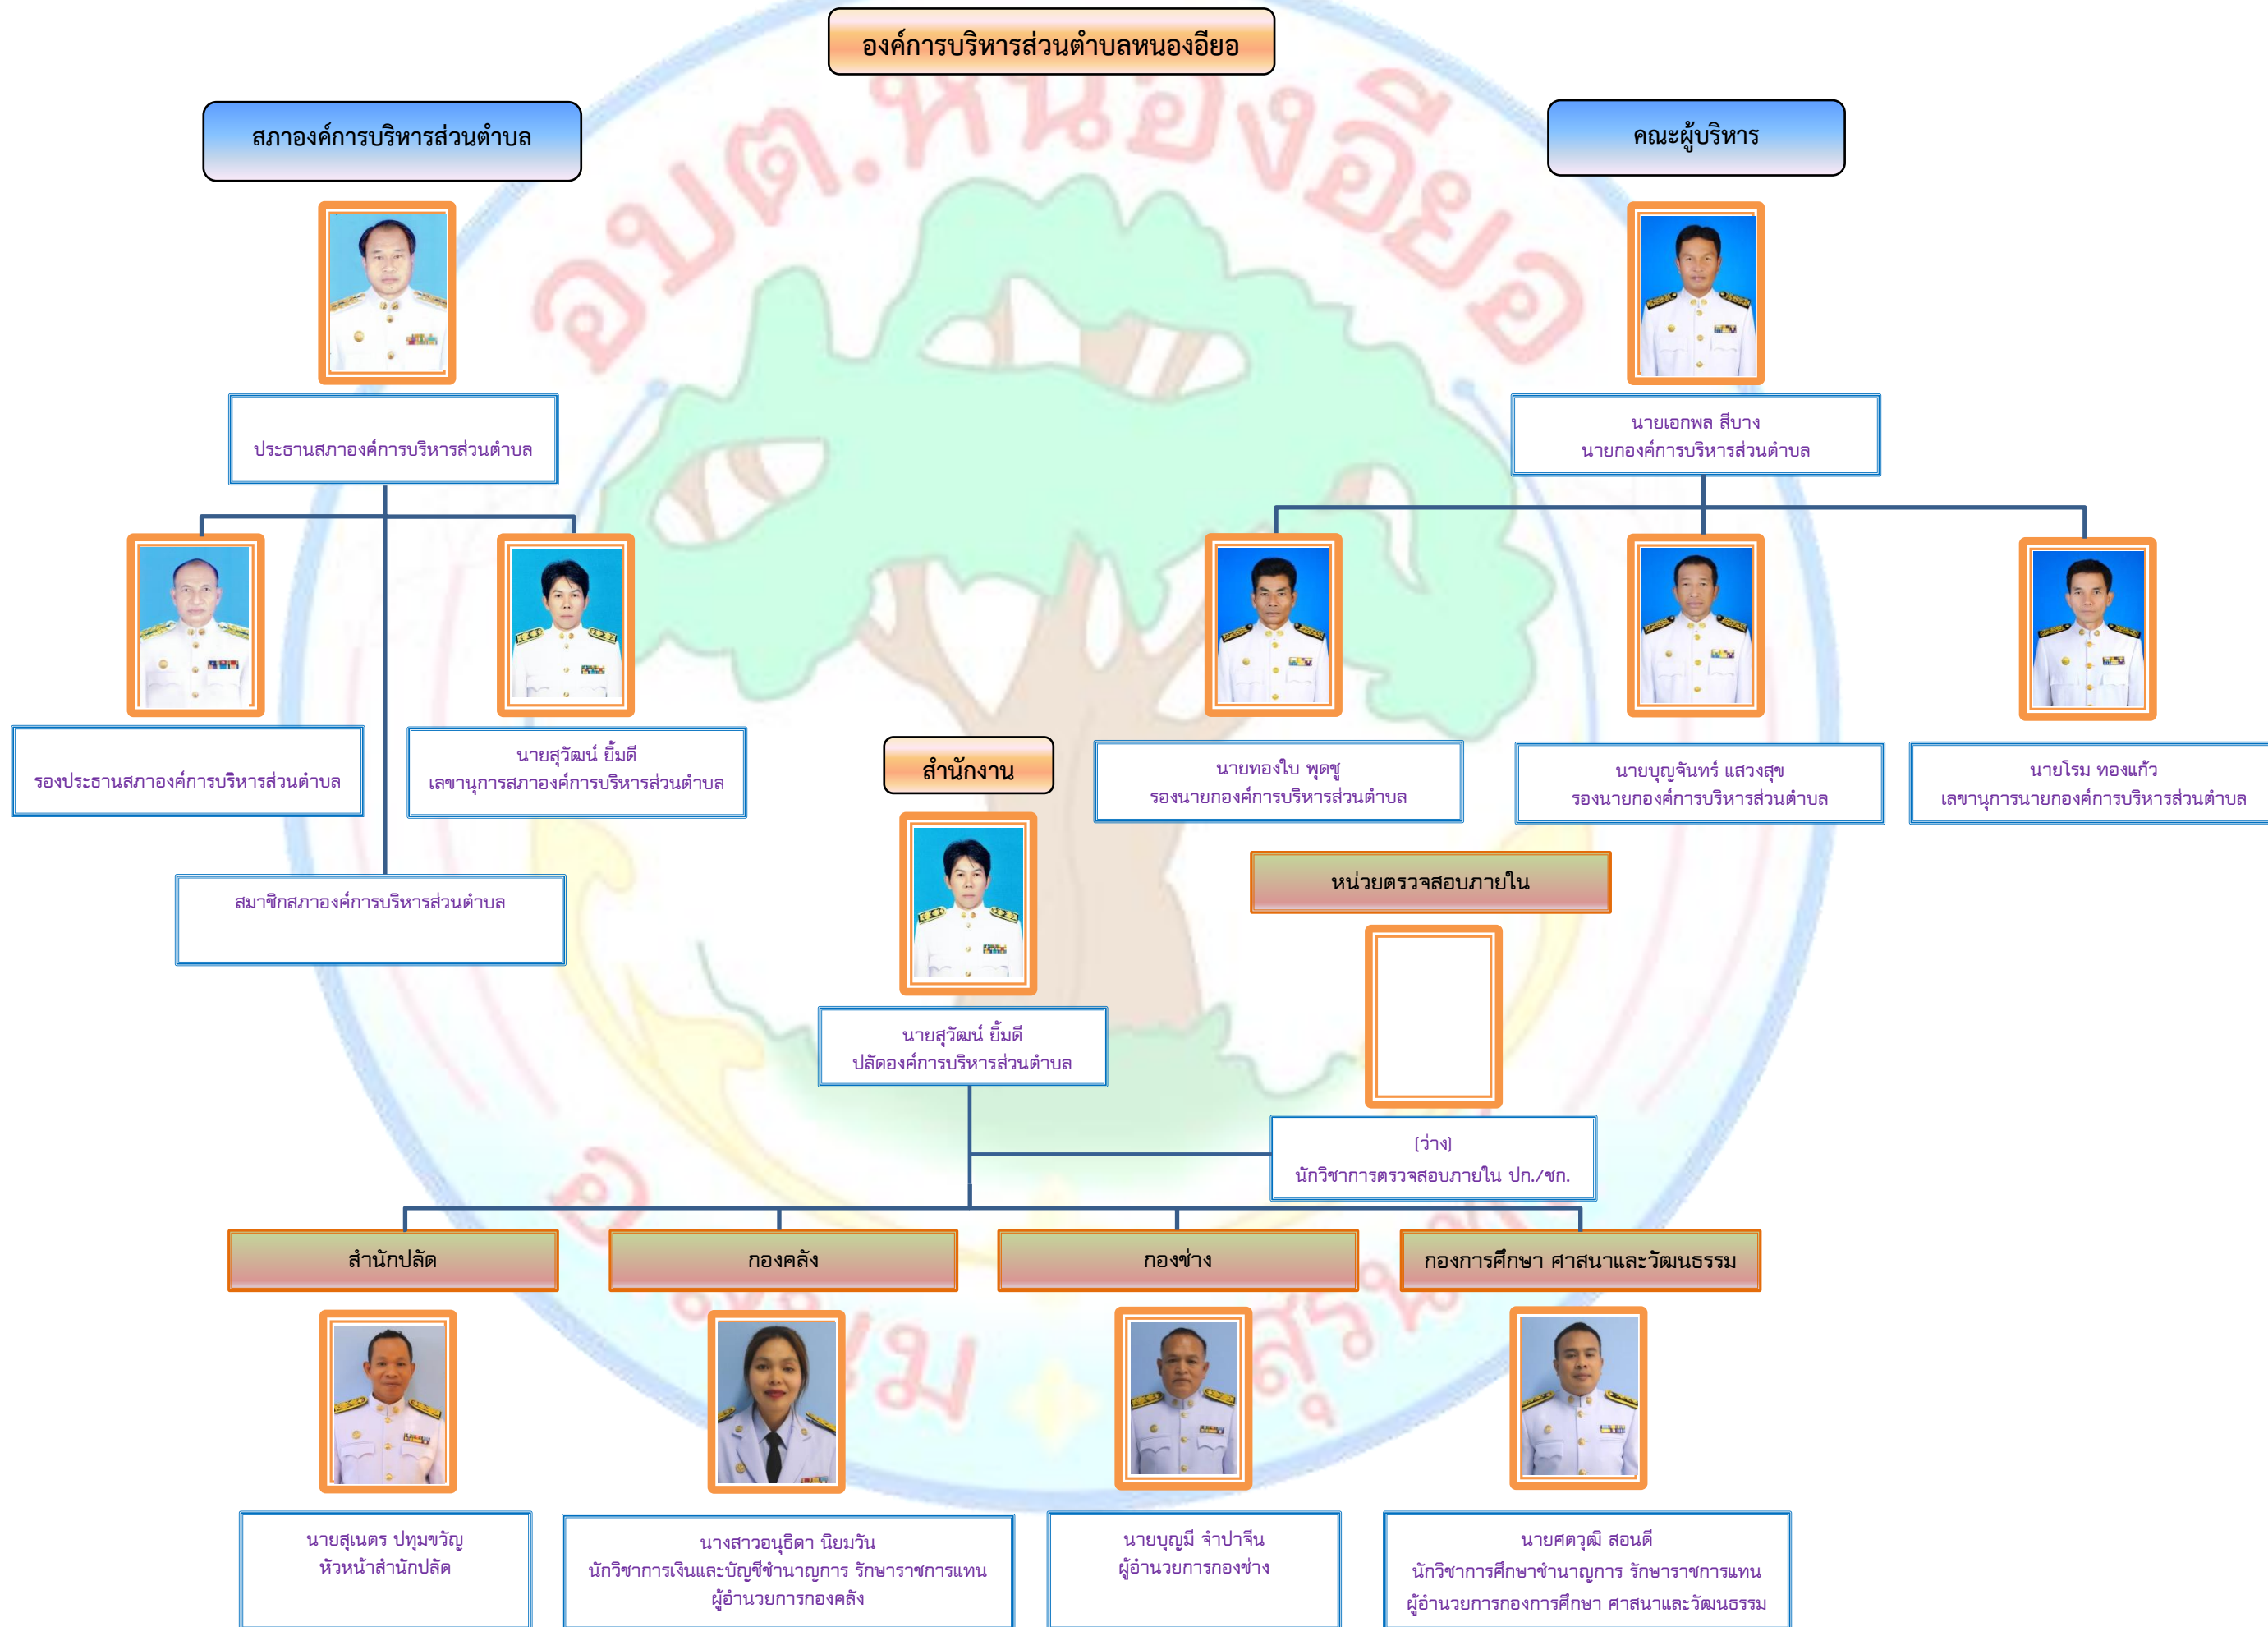 องค์การบริหารส่วนตำบลหนองอียอ
สภาองค์การบริหารส่วนตำบล
คณะผู้บริหาร
อบต.หนองอียอ
ประธานสภาองค์การบริหารส่วนตำบล
นายเอกพล สีบาง
นายกองค์การบริหารส่วนตำบล
รองประธานสภาองค์การบริหารส่วนตำบล
นายสุวัฒน์ ยิ้มดี
เลขานุการสภาองค์การบริหารส่วนตำบล
สมาชิกสภาองค์การบริหารส่วนตำบล
นายทองใบ พุดชู
รองนายกองค์การบริหารส่วนตำบล
นายบุญจันทร์ แสวงสุข
รองนายกองค์การบริหารส่วนตำบล
นายโรม ทองแก้ว
เลขานุการนายกองค์การบริหารส่วนตำบล
สำนักงาน
นายสุวัฒน์ ยิ้มดี
ปลัดองค์การบริหารส่วนตำบล
หน่วยตรวจสอบภายใน
(ว่าง)
นักวิชาการตรวจสอบภายใน ปก./ชก.
สำนักปลัด
กองคลัง
กองช่าง
กองการศึกษา ศาสนาและวัฒนธรรม
นายสุเนตร ปทุมขวัญ
หัวหน้าสำนักปลัด
นางสาวอนุธิดา นิยมวัน
นักวิชาการเงินและบัญชีชำนาญการ รักษาราชการแทน
ผู้อำนวยการกองคลัง
นายบุญมี จำปาจีน
ผู้อำนวยการกองช่าง
นายศตวุฒิ สอนดี
นักวิชาการศึกษาชำนาญการ รักษาราชการแทน
ผู้อำนวยการกองการศึกษา ศาสนาและวัฒนธรรม